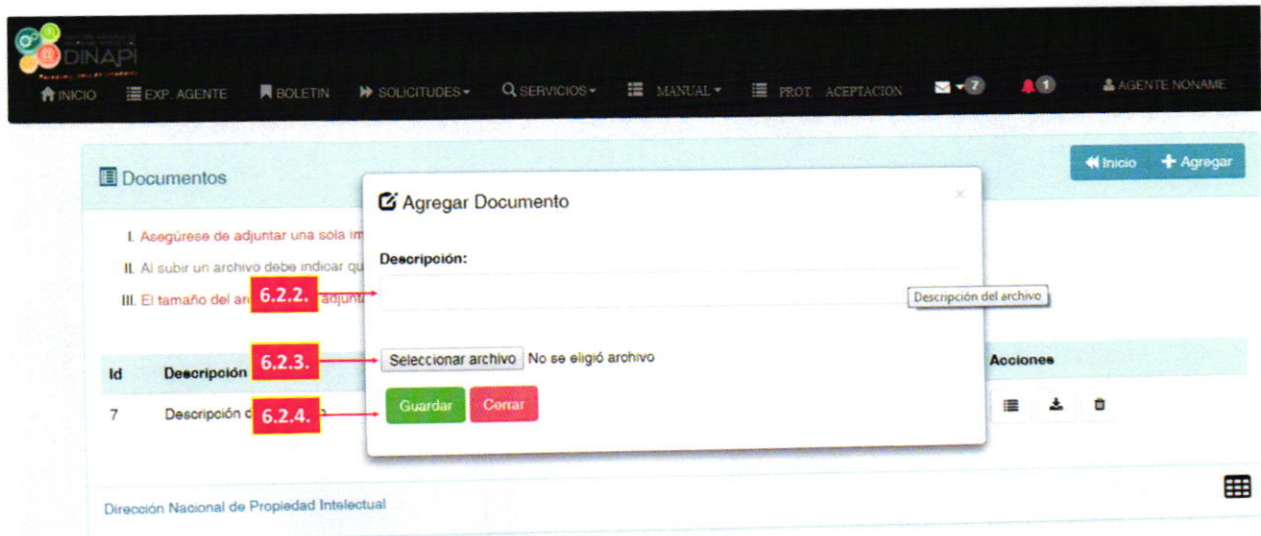 DINAPI
INICIO EXP. AGENTE BOLETIN SOLICITUDES SERVICIOS MANUAL PROT. ACEPTACION 7 1 AGENTE NONAME
Documentos
Inicio Agregar
Agregar Documento
×
I. Asegúrese de adjuntar una sola im
II. Al subir un archivo debe indicar qu
III. El tamaño del ar adjunta
Descripción:
6.2.2.
Descripción del archivo
6.2.3.
Seleccionar archivo No se eligió archivo
Id Descripción Acciones
7 Descripción d
6.2.4.
Guardar Cerrar
Dirección Nacional de Propiedad Intelectual